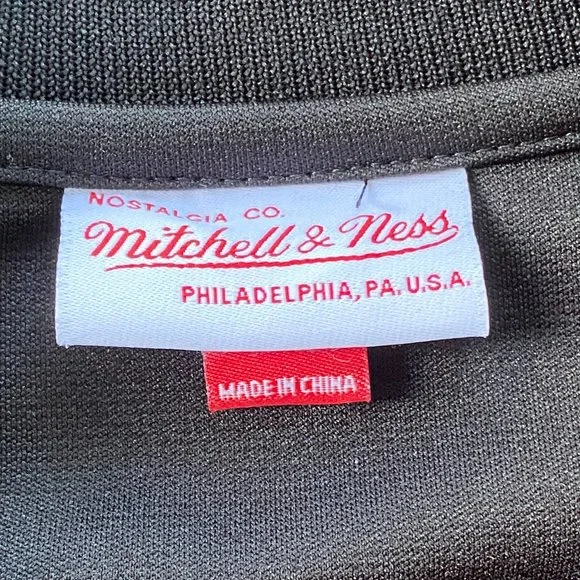 NOSTALGIA CO.
Mitchell & Ness
PHILADELPHIA, PA. U.S.A.
MADE IN CHINA